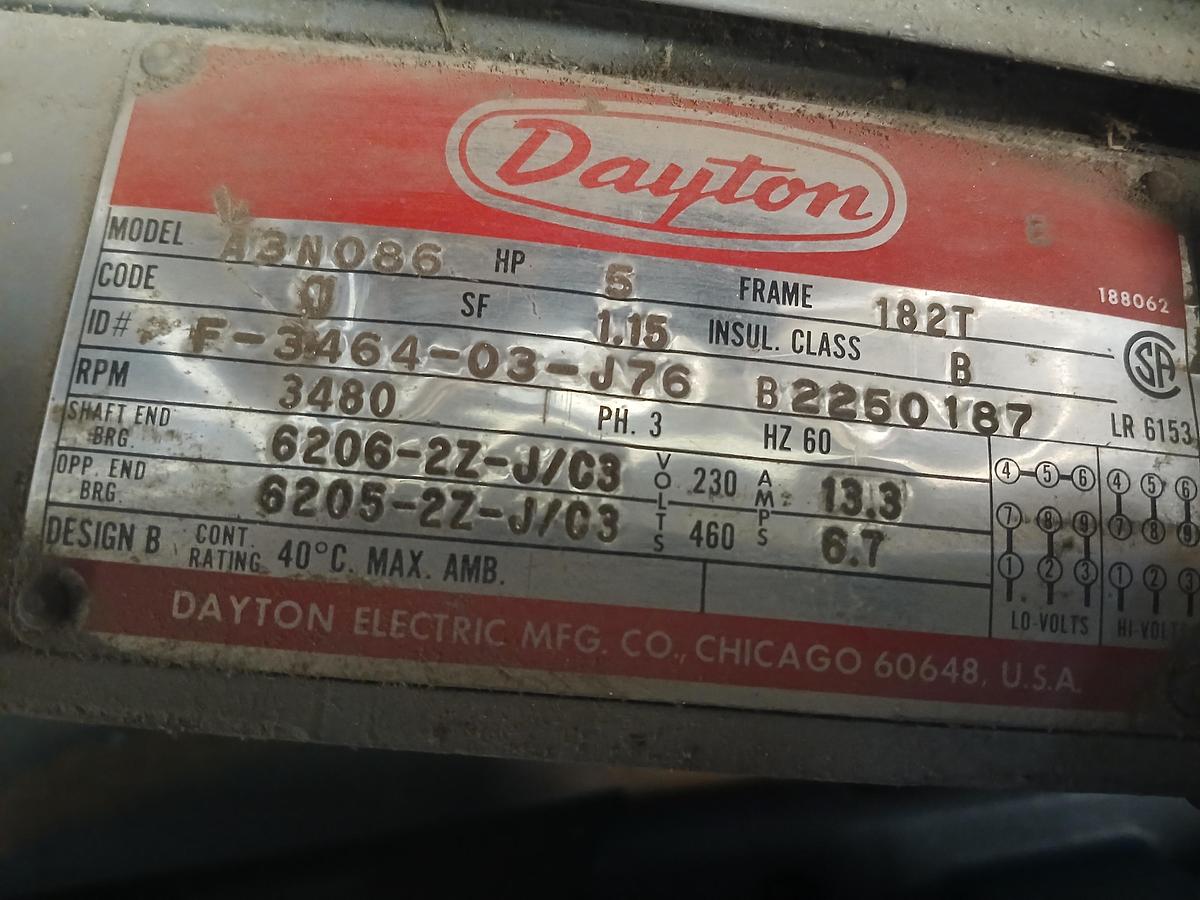 Dayton
188062
MODEL A3N086 HP 5 FRAME 182T
CODE SF 1.15 INSUL. CLASS B
ID# F-3464-03-J76 B2250187 LR 6153
RPM 3480 PH. 3 HZ 60
SHAFT END BRG. 6206-2Z-J/C3 VOLTS 230 AMPS 13.3
OPP. END BRG. 6205-2Z-J/C3 460 6.7
DESIGN B CONT. RATING 40°C. MAX. AMB.
4 5 6 4 5 6
7 8 9 7 8 9
1 2 3 1 2 3
LO-VOLTS HI-VOLT
DAYTON ELECTRIC MFG. CO., CHICAGO 60648, U.S.A.